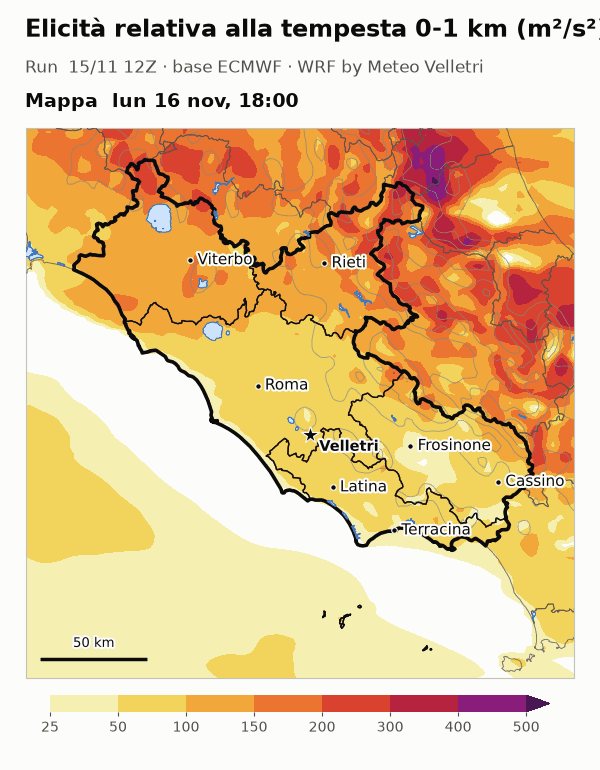 Elicità relativa alla tempesta 0-1 km (m²/s²)
Run 15/11 12Z · base ECMWF · WRF by Meteo Velletri
Mappa lun 16 nov, 18:00
Viterbo
Rieti
Roma
Velletri
Frosinone
Cassino
Latina
Terracina
50 km
25 50 100 150 200 300 400 500